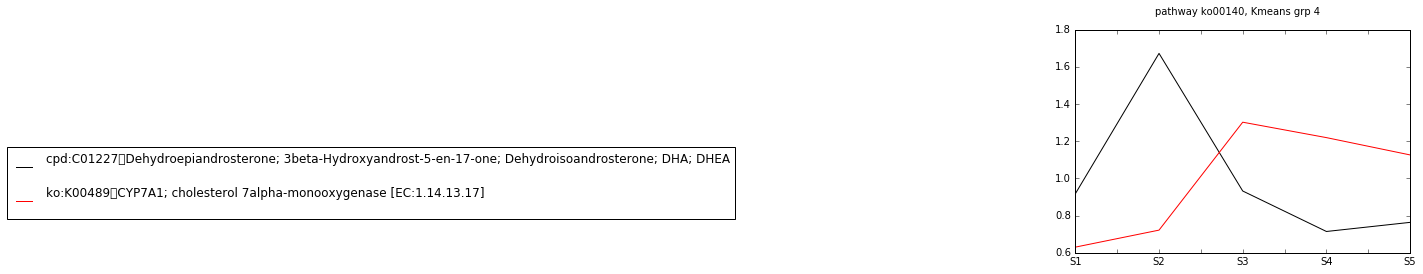 pathway ko00140, Kmeans grp 4
1.8
1.6
1.4
1.2
1.0
0.8
0.6
S1 S2 S3 S4 S5
cpd:C01227▯Dehydroepiandrosterone; 3beta-Hydroxyandrost-5-en-17-one; Dehydroisoandrosterone; DHA; DHEA
ko:K00489▯CYP7A1; cholesterol 7alpha-monooxygenase [EC:1.14.13.17]